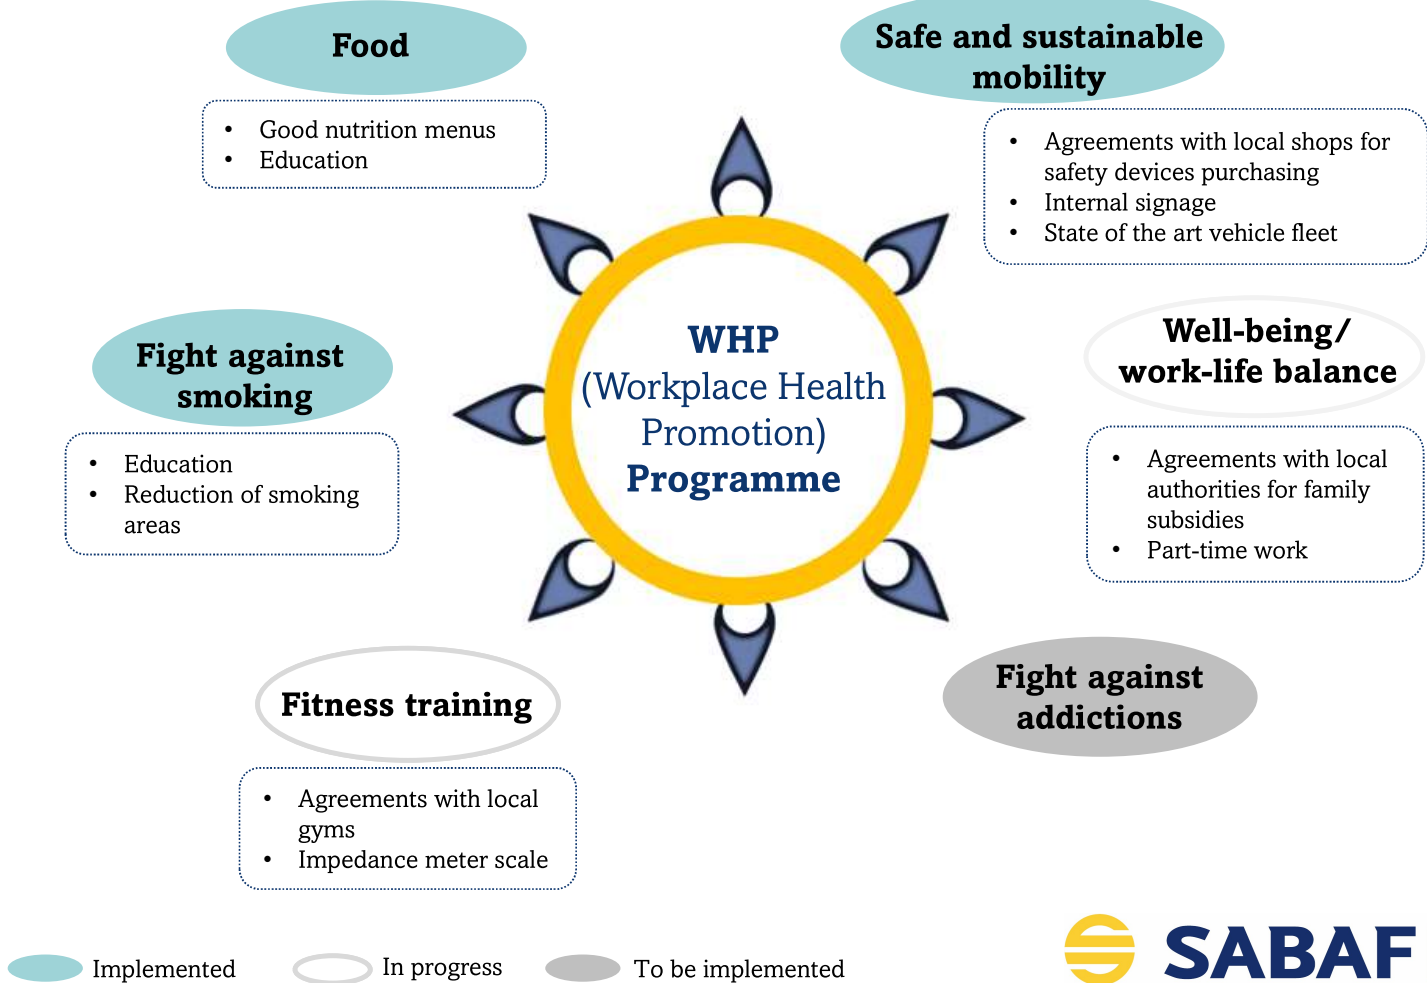 Food
• Good nutrition menus
• Education
Safe and sustainable
mobility
• Agreements with local shops for
safety devices purchasing
• Internal signage
• State of the art vehicle fleet
Fight against
smoking
• Education
• Reduction of smoking
areas
WHP
(Workplace Health
Promotion)
Programme
Well-being/
work-life balance
• Agreements with local
authorities for family
subsidies
• Part-time work
Fitness training
• Agreements with local
gyms
• Impedance meter scale
Fight against
addictions
Implemented
In progress
To be implemented
SABAF